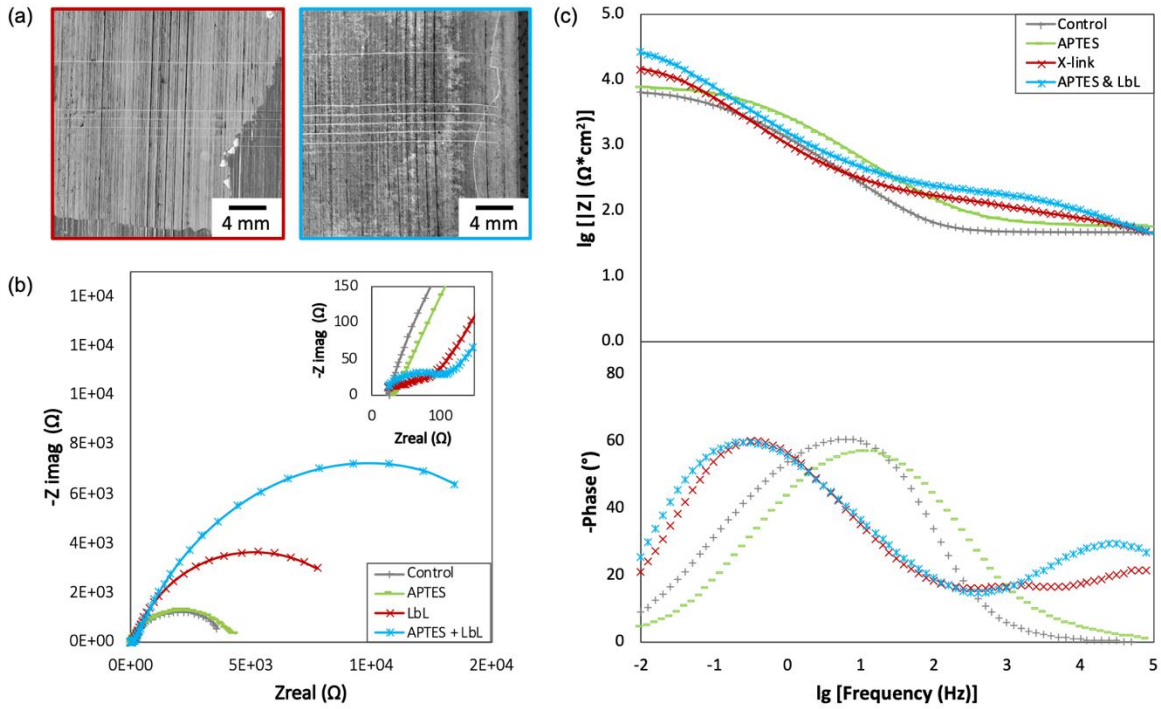 (a)
4 mm
4 mm
(b)
-Z imag (Ω)
1E+04
1E+04
1E+04
8E+03
6E+03
4E+03
2E+03
0E+00
0E+00
5E+03
1E+04
2E+04
Zreal (Ω)
-Z imag (Ω)
150
100
50
0
0
100
Zreal (Ω)
Control
APTES
LbL
APTES + LbL
(c)
lg [|Z| (Ω*cm²)]
5.0
4.0
3.0
2.0
1.0
0.0
Control
APTES
X-link
APTES & LbL
-Phase (°)
80
60
40
20
0
-2
-1
0
1
2
3
4
5
lg [Frequency (Hz)]